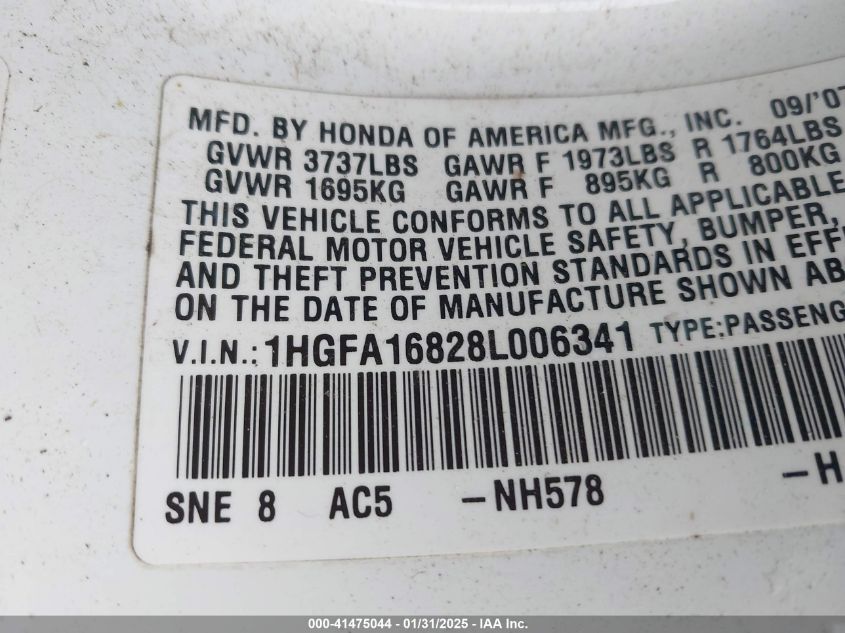 MFD. BY HONDA OF AMERICA MFG., INC. 09/'07
GVWR 3737LBS GAWR F 1973LBS R 1764LBS
GVWR 1695KG GAWR F 895KG R 800KG
THIS VEHICLE CONFORMS TO ALL APPLICABLE
FEDERAL MOTOR VEHICLE SAFETY, BUMPER,
AND THEFT PREVENTION STANDARDS IN EFF
ON THE DATE OF MANUFACTURE SHOWN AB
V.I.N.: 1HGFA16828L006341 TYPE:PASSENG
SNE 8 AC5 -NH578 -H
000-41475044 - 01/31/2025 - IAA Inc.